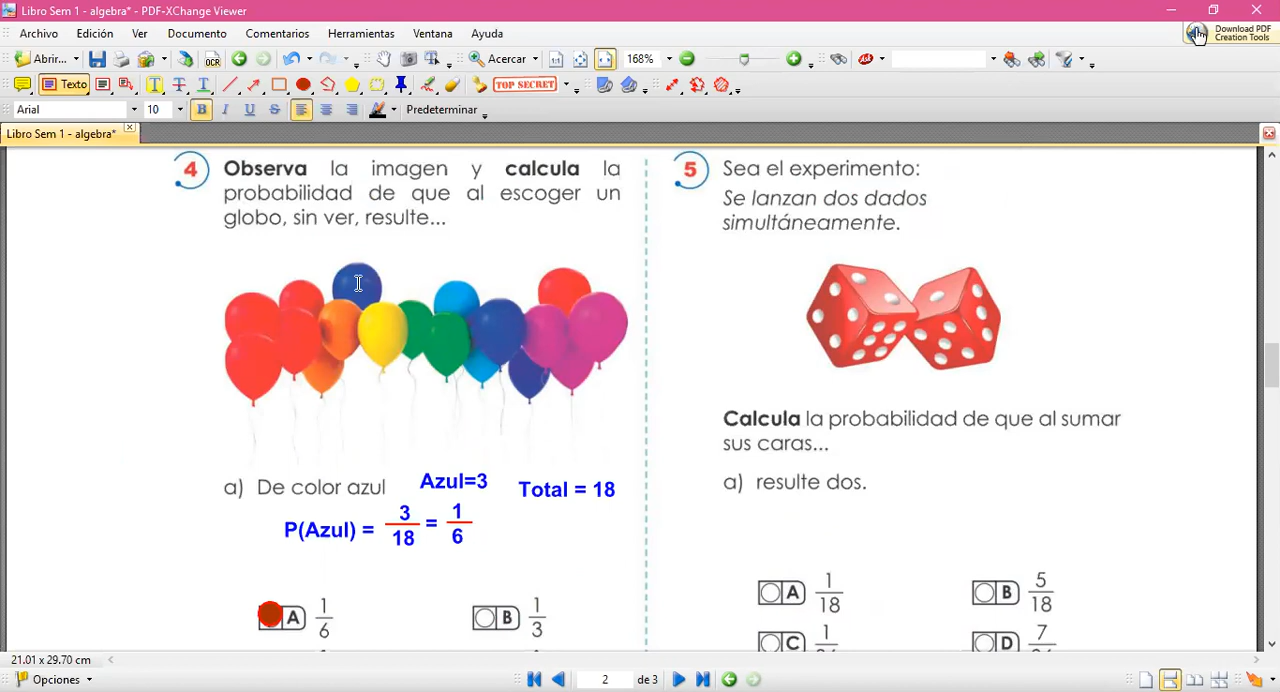 Libro Sem 1 - algebra* - PDF-XChange Viewer
Archivo Edición Ver Documento Comentarios Herramientas Ventana Ayuda
Download PDF
Creation Tools
Abrir... OCR Acercar 168%
Texto TOP SECRET
Arial 10 B I U S Predeterminar
Libro Sem 1 - algebra*
4 Observa la imagen y calcula la
probabilidad de que al escoger un
globo, sin ver, resulte...
a) De color azul Azul=3 Total = 18
P(Azul) = 3/18 = 1/6
A 1/6 B 1/3
5 Sea el experimento:
Se lanzan dos dados
simultáneamente.
Calcula la probabilidad de que al sumar
sus caras...
a) resulte dos.
A 1/18 B 5/18
C D
21.01 x 29.70 cm
Opciones 2 de 3